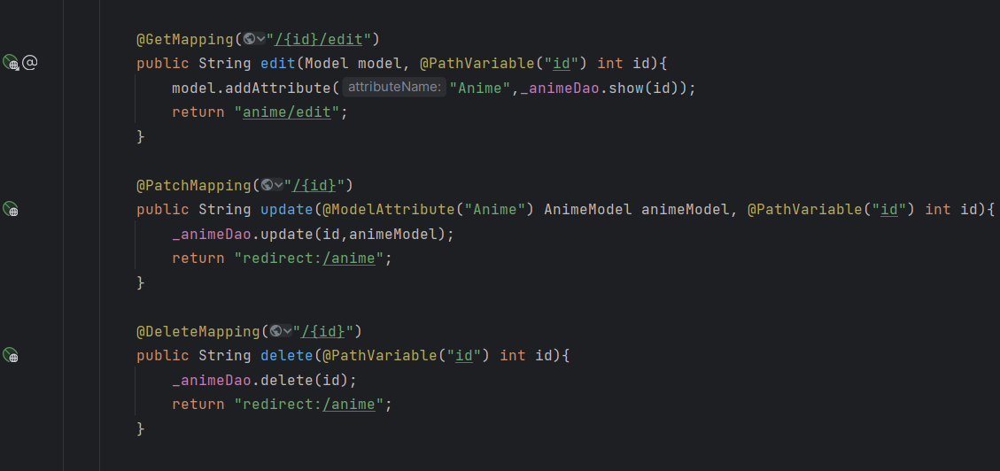 @GetMapping("/{id}/edit")
public String edit(Model model, @PathVariable("id") int id){
model.addAttribute( attributeName: "Anime",_animeDao.show(id));
return "anime/edit";
}
@PatchMapping("/{id}")
public String update(@ModelAttribute("Anime") AnimeModel animeModel, @PathVariable("id") int id){
_animeDao.update(id,animeModel);
return "redirect:/anime";
}
@DeleteMapping("/{id}")
public String delete(@PathVariable("id") int id){
_animeDao.delete(id);
return "redirect:/anime";
}